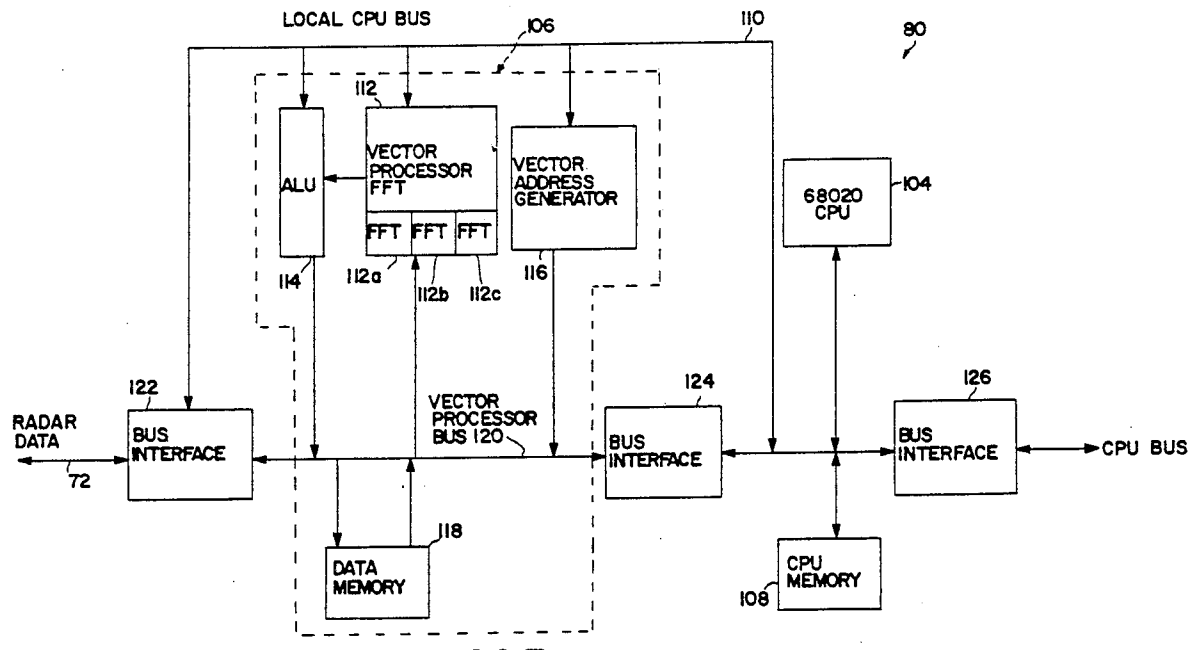 LOCAL CPU BUS
106
110
80
112
VECTOR
PROCESSOR
FFT
ALU
FFT
FFT
FFT
VECTOR
ADDRESS
GENERATOR
68020
CPU
104
114
112a
112b
112c
116
122
BUS
INTERFACE
RADAR
DATA
72
VECTOR
PROCESSOR
BUS 120
124
BUS
INTERFACE
126
BUS
INTERFACE
CPU BUS
118
DATA
MEMORY
CPU
MEMORY
108